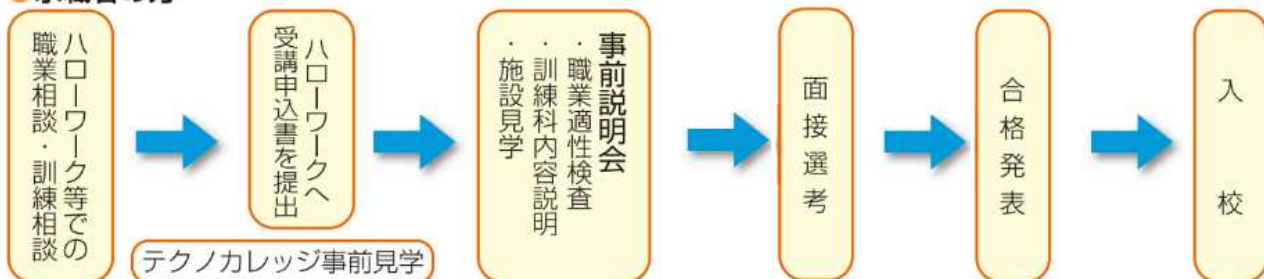 ハローワーク等での
職業相談・訓練相談
ハローワークへ
受講申込書を提出
テクノカレッジ事前見学
事前説明会
・職業適性検査
・訓練科内容説明
・施設見学
面接選考
合格発表
入校